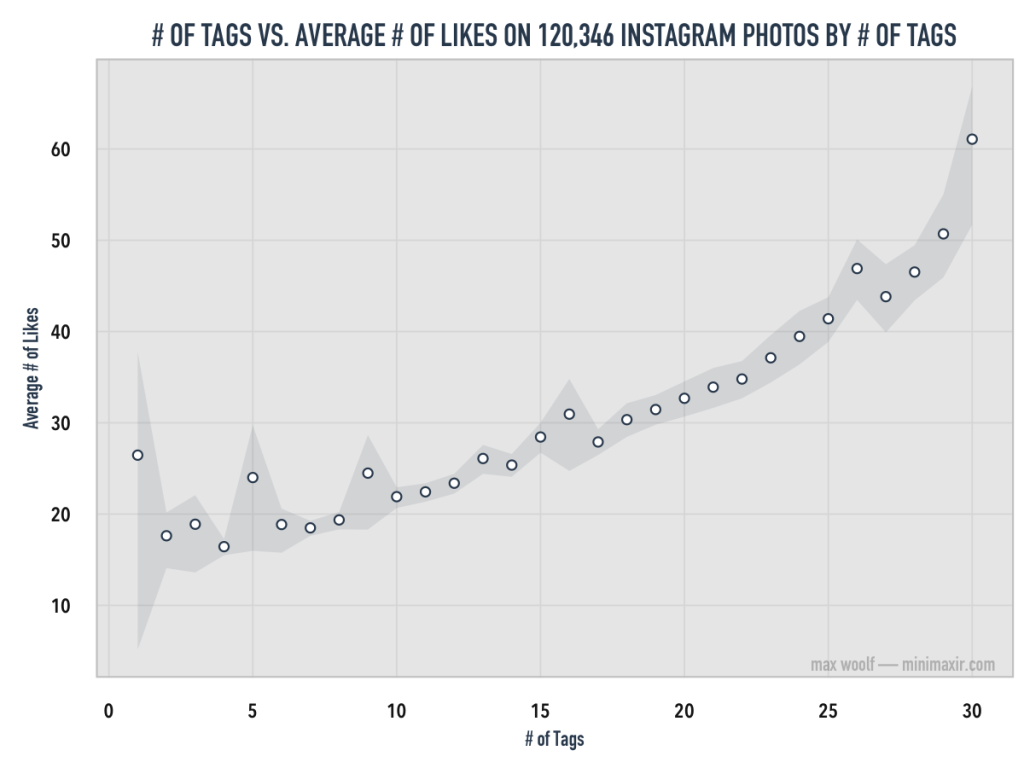 # OF TAGS VS. AVERAGE # OF LIKES ON 120,346 INSTAGRAM PHOTOS BY # OF TAGS
Average # of Likes
60
50
40
30
20
10
max woolf — minimaxir.com
0 5 10 15 20 25 30
# of Tags